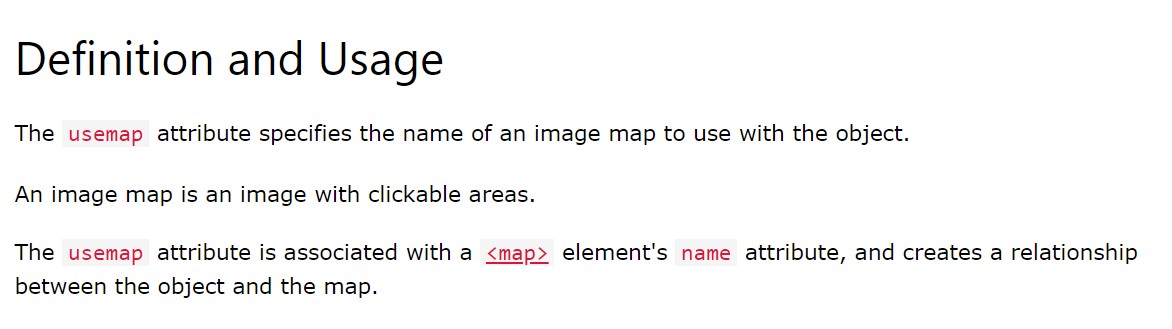 Definition and Usage
The usemap attribute specifies the name of an image map to use with the object.
An image map is an image with clickable areas.
The usemap attribute is associated with a <map> element's name attribute, and creates a relationship
between the object and the map.